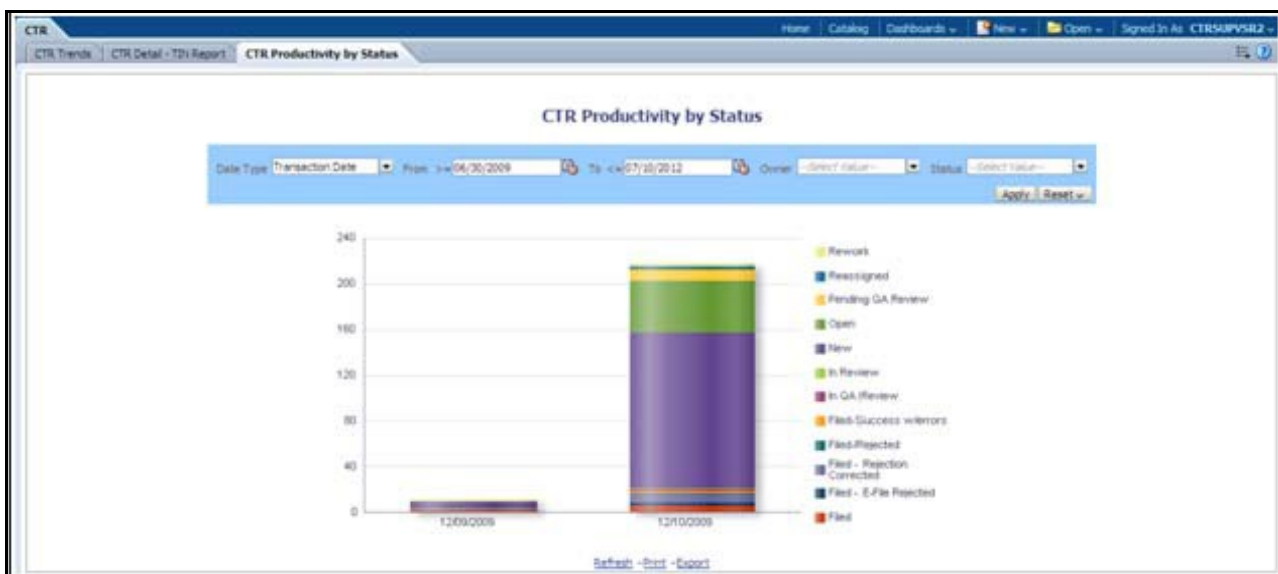 CTR Home Catalog Dashboards New Open Signed In As CTRSUPVSR2
CTR Trends CTR Detail - TIN Report CTR Productivity by Status
CTR Productivity by Status
Date Type Transaction Date From >= 06/30/2009 To <= 07/10/2012 Owner --Select Value-- Status --Select Value--
Apply Reset
240
200
160
120
80
40
0
12/09/2009 12/10/2009
Rework
Reassigned
Pending QA Review
Open
New
In Review
In QA Review
Filed-Success w/errors
Filed-Rejected
Filed - Rejection
Corrected
Filed - E-File Rejected
Filed
Refresh - Print - Export